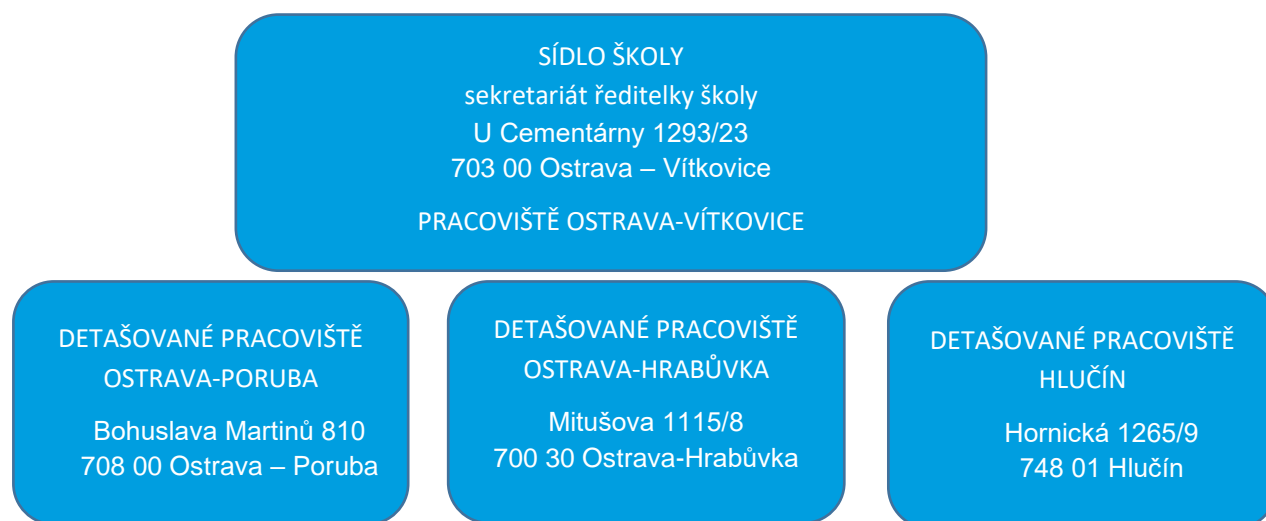 SÍDLO ŠKOLY
sekretariát ředitelky školy
U Cementárny 1293/23
703 00 Ostrava – Vítkovice
PRACOVIŠTĚ OSTRAVA-VÍTKOVICE
DETAŠOVANÉ PRACOVIŠTĚ
OSTRAVA-PORUBA
Bohuslava Martinů 810
708 00 Ostrava – Poruba
DETAŠOVANÉ PRACOVIŠTĚ
OSTRAVA-HRABŮVKA
Mitušova 1115/8
700 30 Ostrava-Hrabůvka
DETAŠOVANÉ PRACOVIŠTĚ
HLUČÍN
Hornická 1265/9
748 01 Hlučín